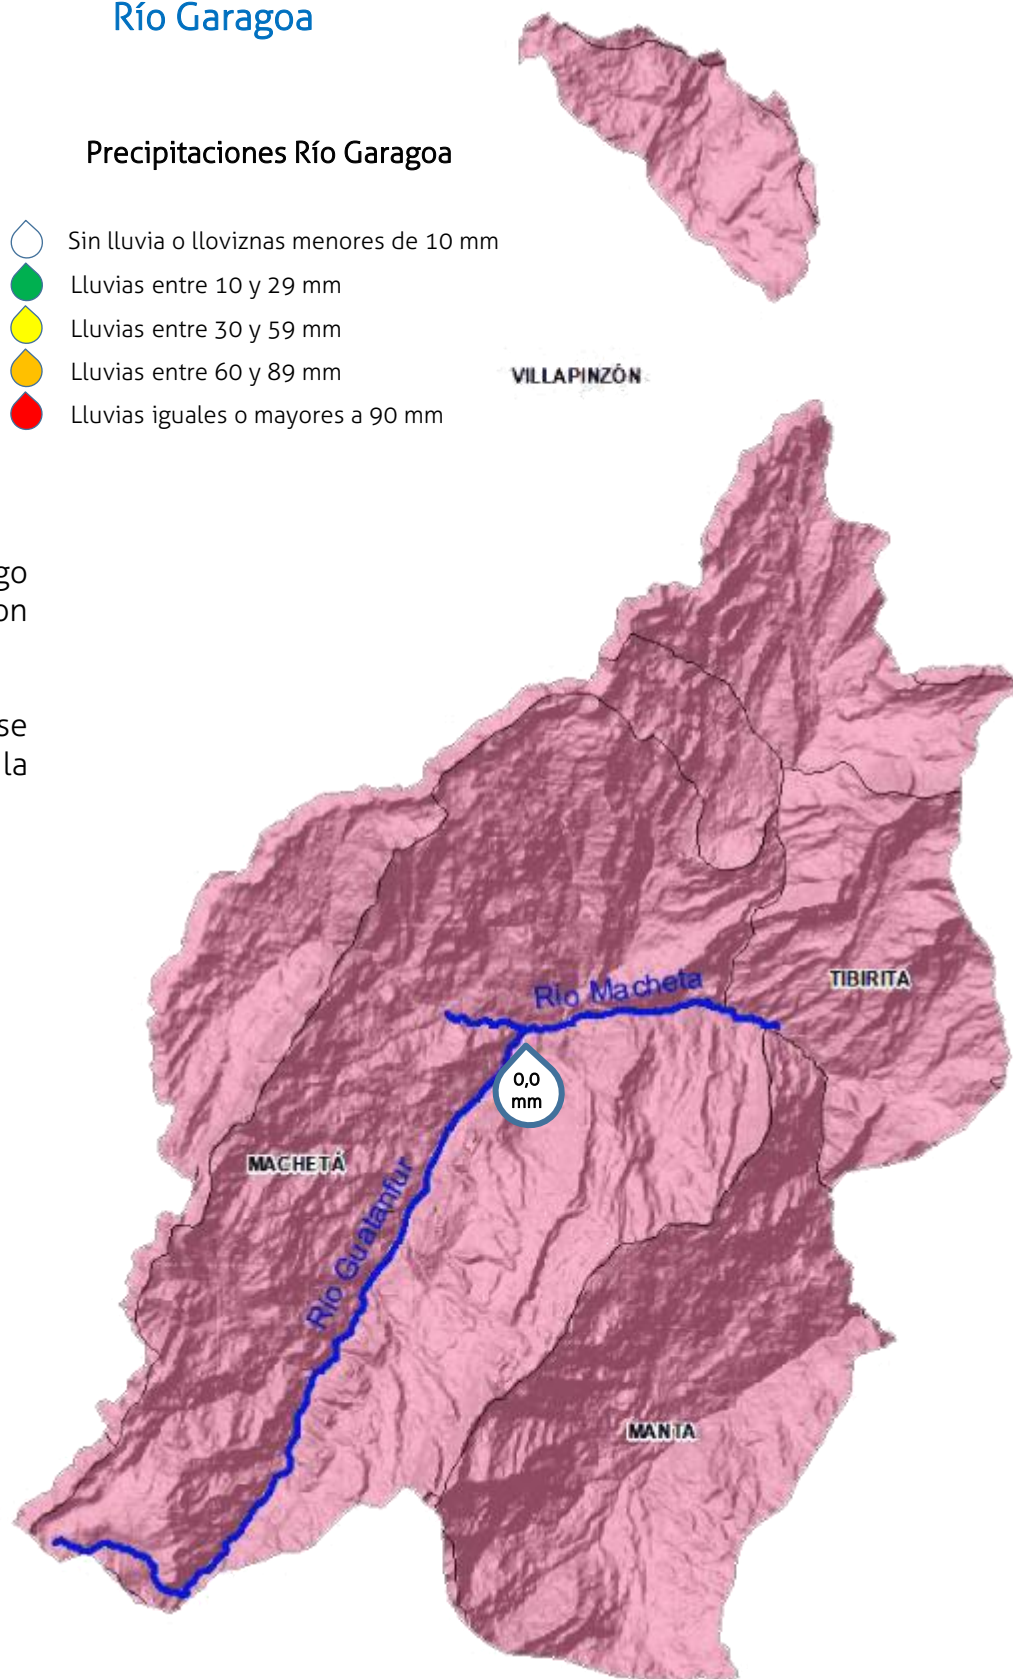 Río Garagoa
Precipitaciones Río Garagoa
Sin lluvia o lloviznas menores de 10 mm
Lluvias entre 10 y 29 mm
Lluvias entre 30 y 59 mm
Lluvias entre 60 y 89 mm
Lluvias iguales o mayores a 90 mm
VILLAPINZÓN
go
on
se
la
Río Macheta
TIBIRITA
0,0
mm
MACHETÁ
Río Guatanfur
MANTA